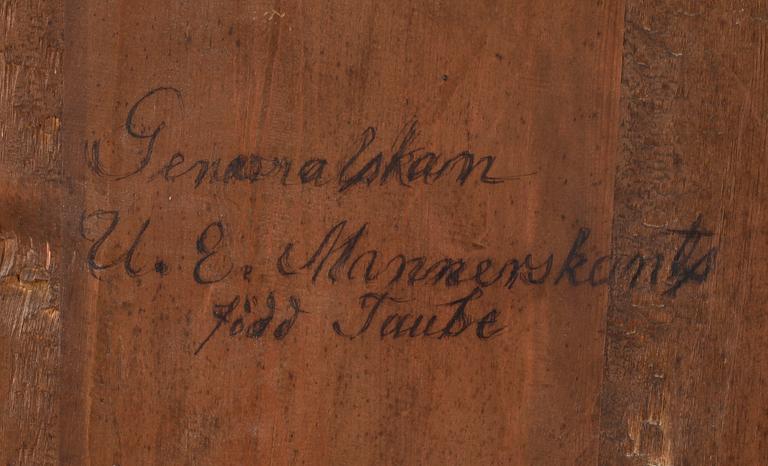 Generalskan
U. E. Mannerskants
född Taube